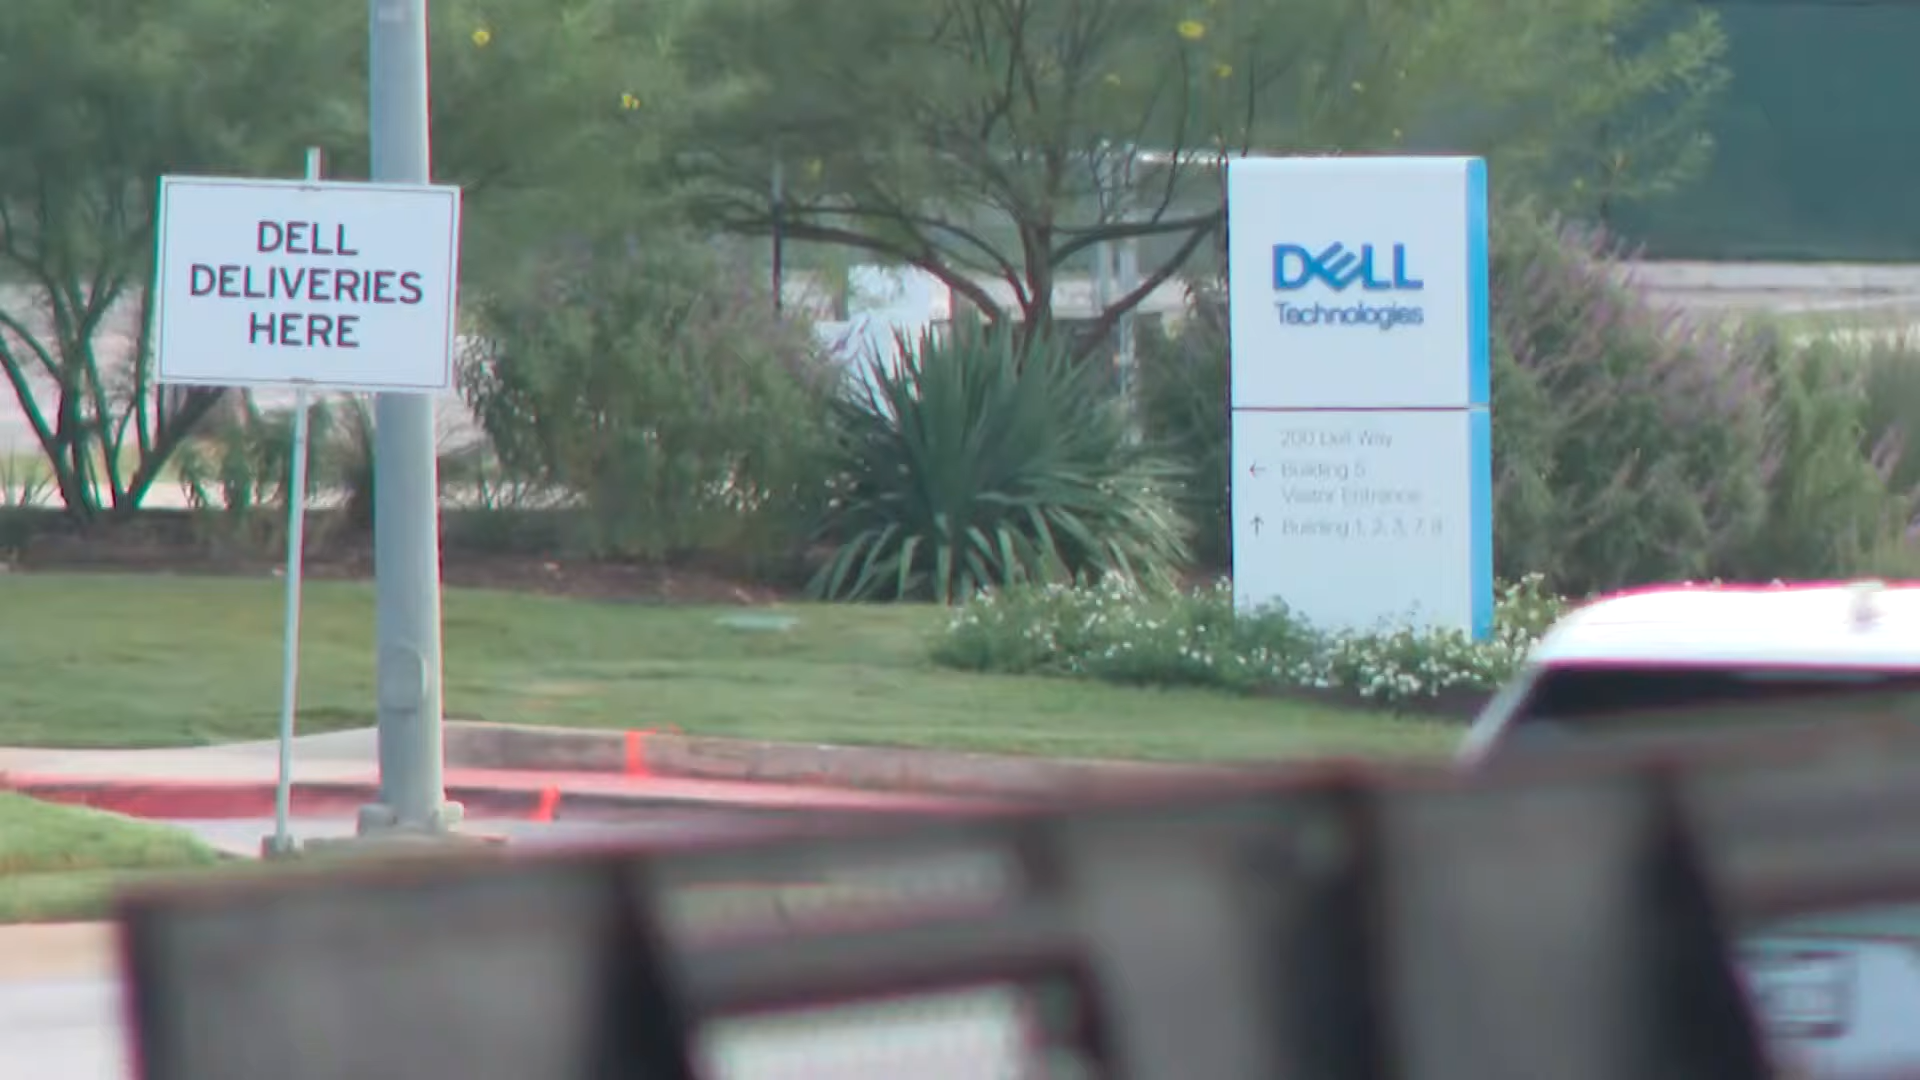 DELL
DELIVERIES
HERE
DELL
Technologies
200 Dell Way
← Building 5
Visitor Entrance
↑ Building 1, 2, 3, 7, 8